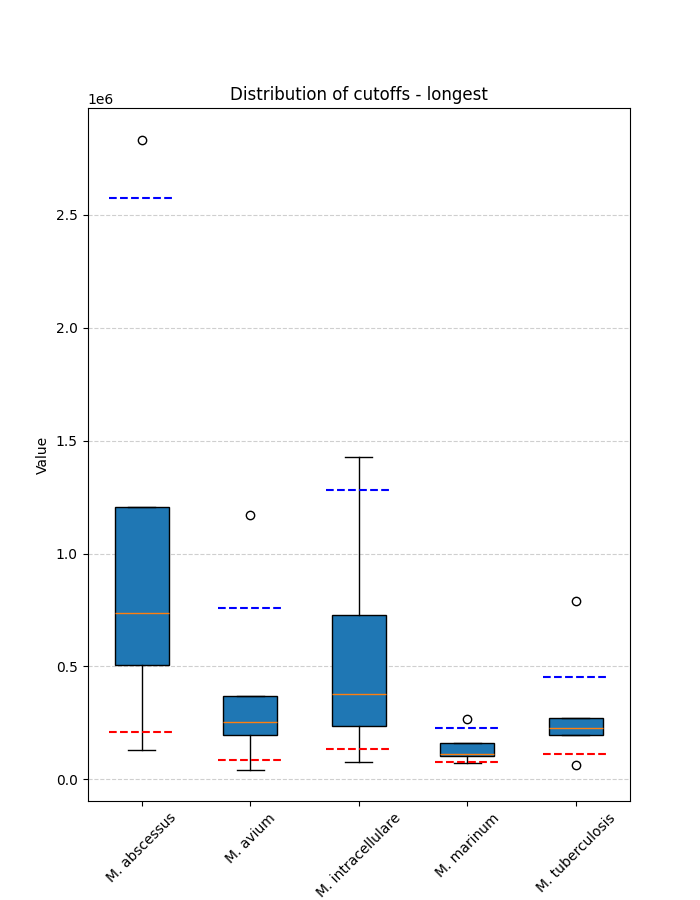 Distribution of cutoffs - longest
1e6
2.5
2.0
1.5
1.0
0.5
0.0
Value
M. abscessus
M. avium
M. intracellulare
M. marinum
M. tuberculosis